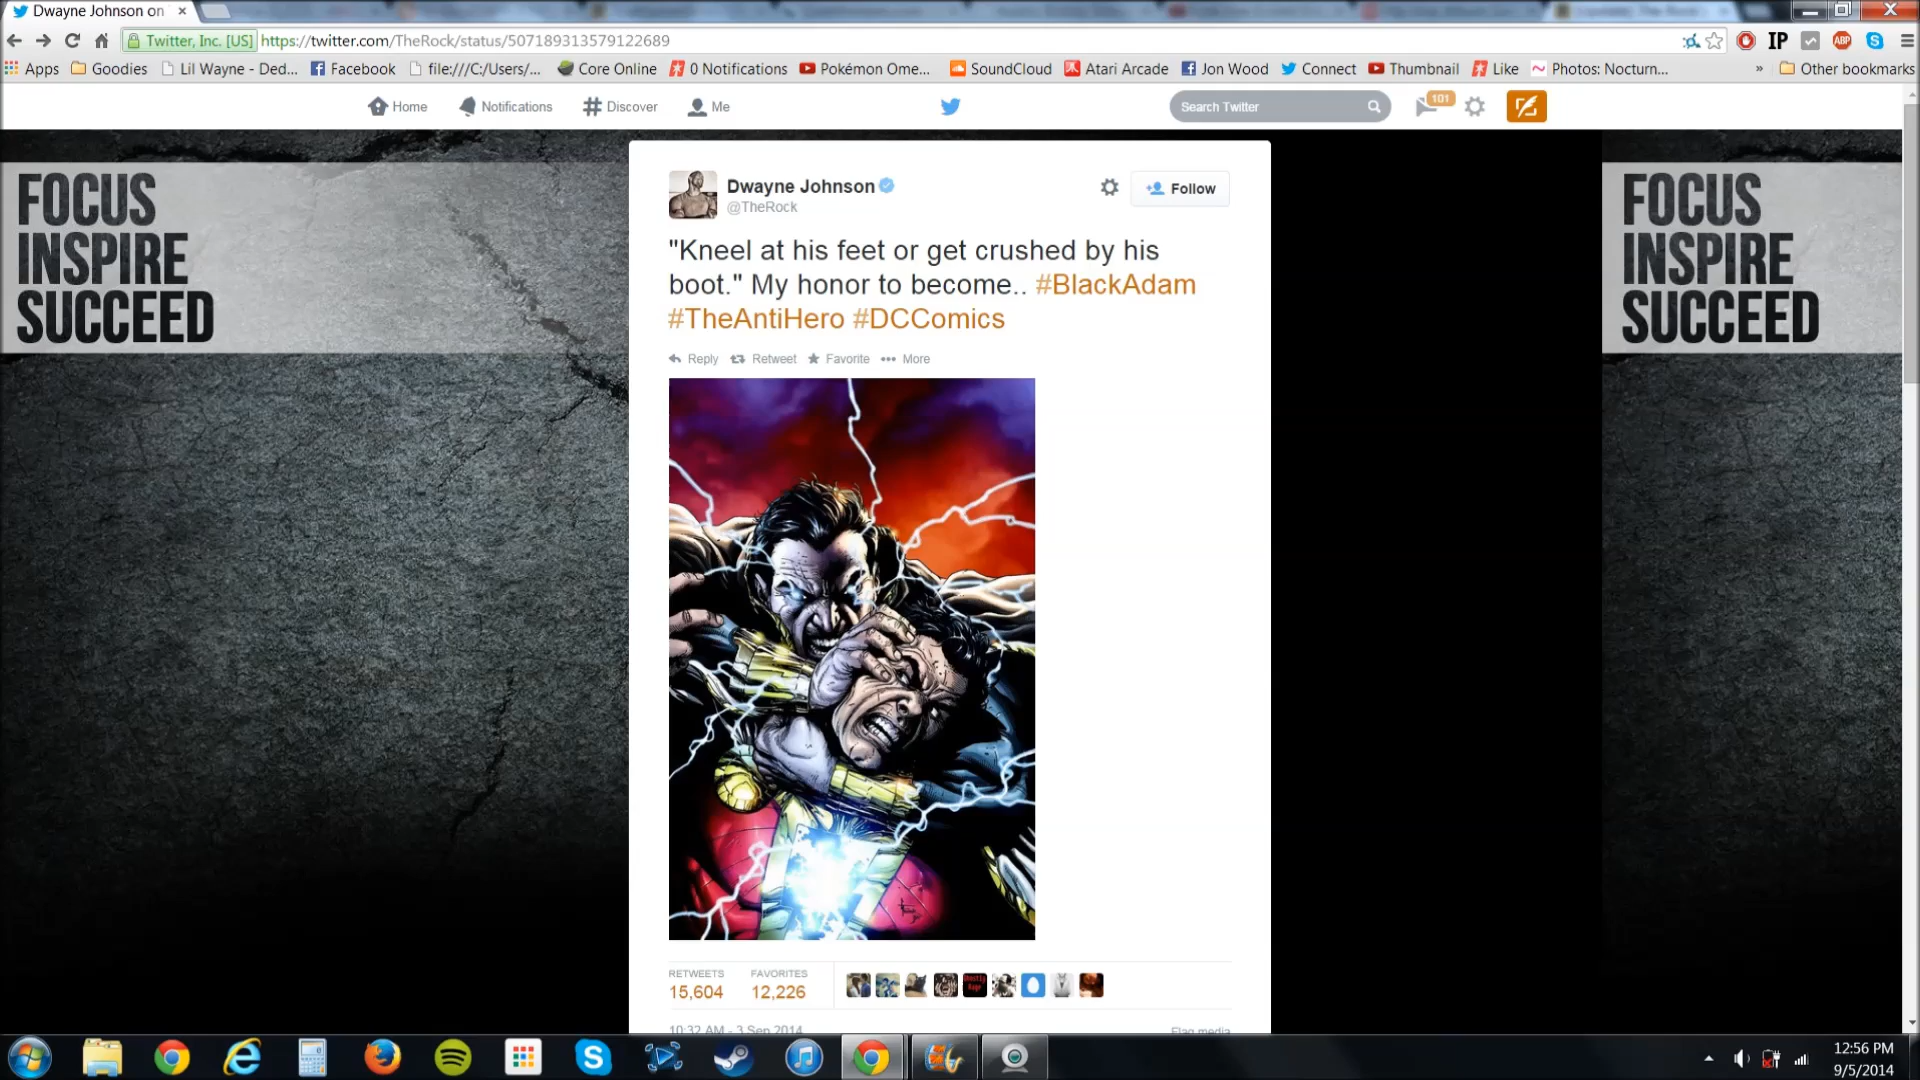 Dwayne Johnson on
Twitter, Inc. [US] https://twitter.com/TheRock/status/507189313579122689
IP
ABP
Apps Goodies Lil Wayne - Ded... Facebook file:///C:/Users/... Core Online 0 Notifications Pokémon Ome... SoundCloud Atari Arcade Jon Wood Connect Thumbnail Like Photos: Nocturn... » Other bookmarks
Home Notifications Discover Me Search Twitter 101
FOCUS
INSPIRE
SUCCEED
Dwayne Johnson
@TheRock
Follow
"Kneel at his feet or get crushed by his
boot." My honor to become.. #BlackAdam
#TheAntiHero #DCComics
Reply Retweet Favorite More
RETWEETS FAVORITES
15,604 12,226
10:32 AM - 3 Sep 2014 Flag media
FOCUS
INSPIRE
SUCCEED
12:56 PM
9/5/2014